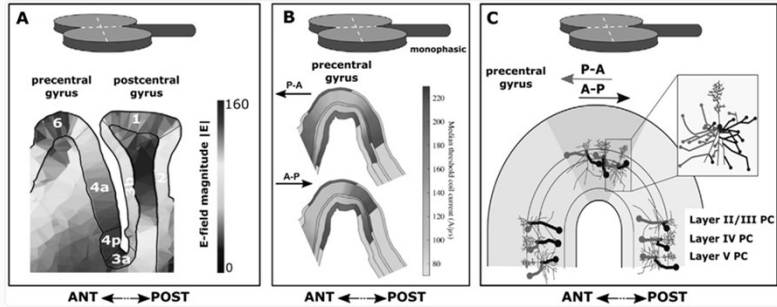 A
precentral gyrus
postcentral gyrus
6
1
2
3b
4a
4p
3a
160
E-field magnitude |E|
0
ANT
POST
B
monophasic
precentral gyrus
P-A
A-P
220
200
180
160
140
120
100
80
Median threshold coil current (A/µs)
ANT
POST
C
precentral gyrus
P-A
A-P
Layer II/III PC
Layer IV PC
Layer V PC
ANT
POST